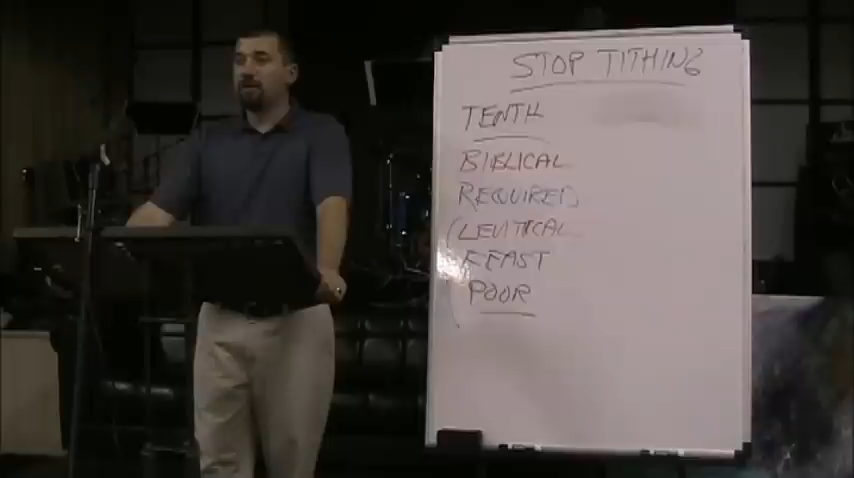 STOP TITHING
TENTH
BIBLICAL
REQUIRED
(LEVITICAL
FEAST
POOR